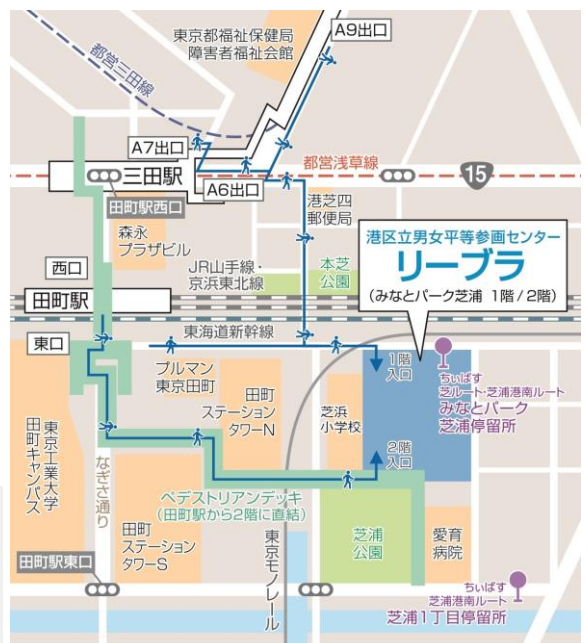 東京都福祉保健局
障害者福祉会館
A9出口
都営三田線
A7出口
三田駅
都営浅草線
15
A6出口
田町駅西口
港芝四
郵便局
森永
プラザビル
港区立男女平等参画センター
リーブラ
(みなとパーク芝浦 1階/2階)
西口
JR山手線・
京浜東北線
本芝
公園
田町駅
東海道新幹線
東口
プルマン
東京田町
1階
入口
ちぃばす
芝ルート・芝浦港南ルート
みなとパーク
芝浦停留所
田町
ステーション
タワーN
芝浜
小学校
東京工業大学
田町キャンパス
なぎさ通り
2階
入口
ペデストリアンデッキ
(田町駅から2階に直結)
田町
ステーション
タワーS
東京モノレール
芝浦
公園
愛育
病院
田町駅東口
ちぃばす
芝浦港南ルート
芝浦1丁目停留所